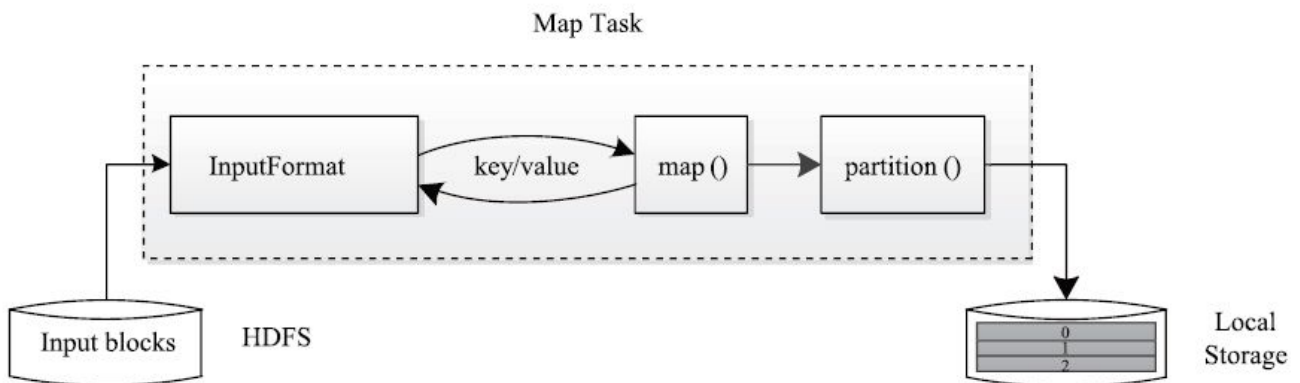 Map Task
InputFormat
key/value
map ()
partition ()
Input blocks
HDFS
0
1
2
Local
Storage